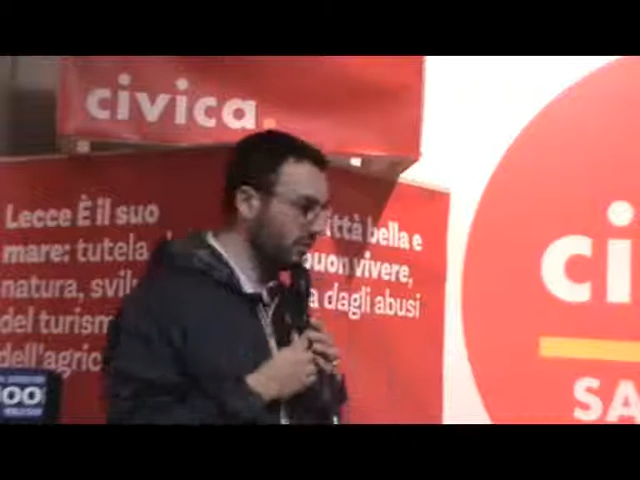 civica.
Lecce È il suo
mare: tutela
natura, svil
del turism
dell'agric
ittà bella e
buon vivere,
a dagli abusi
ci
SA